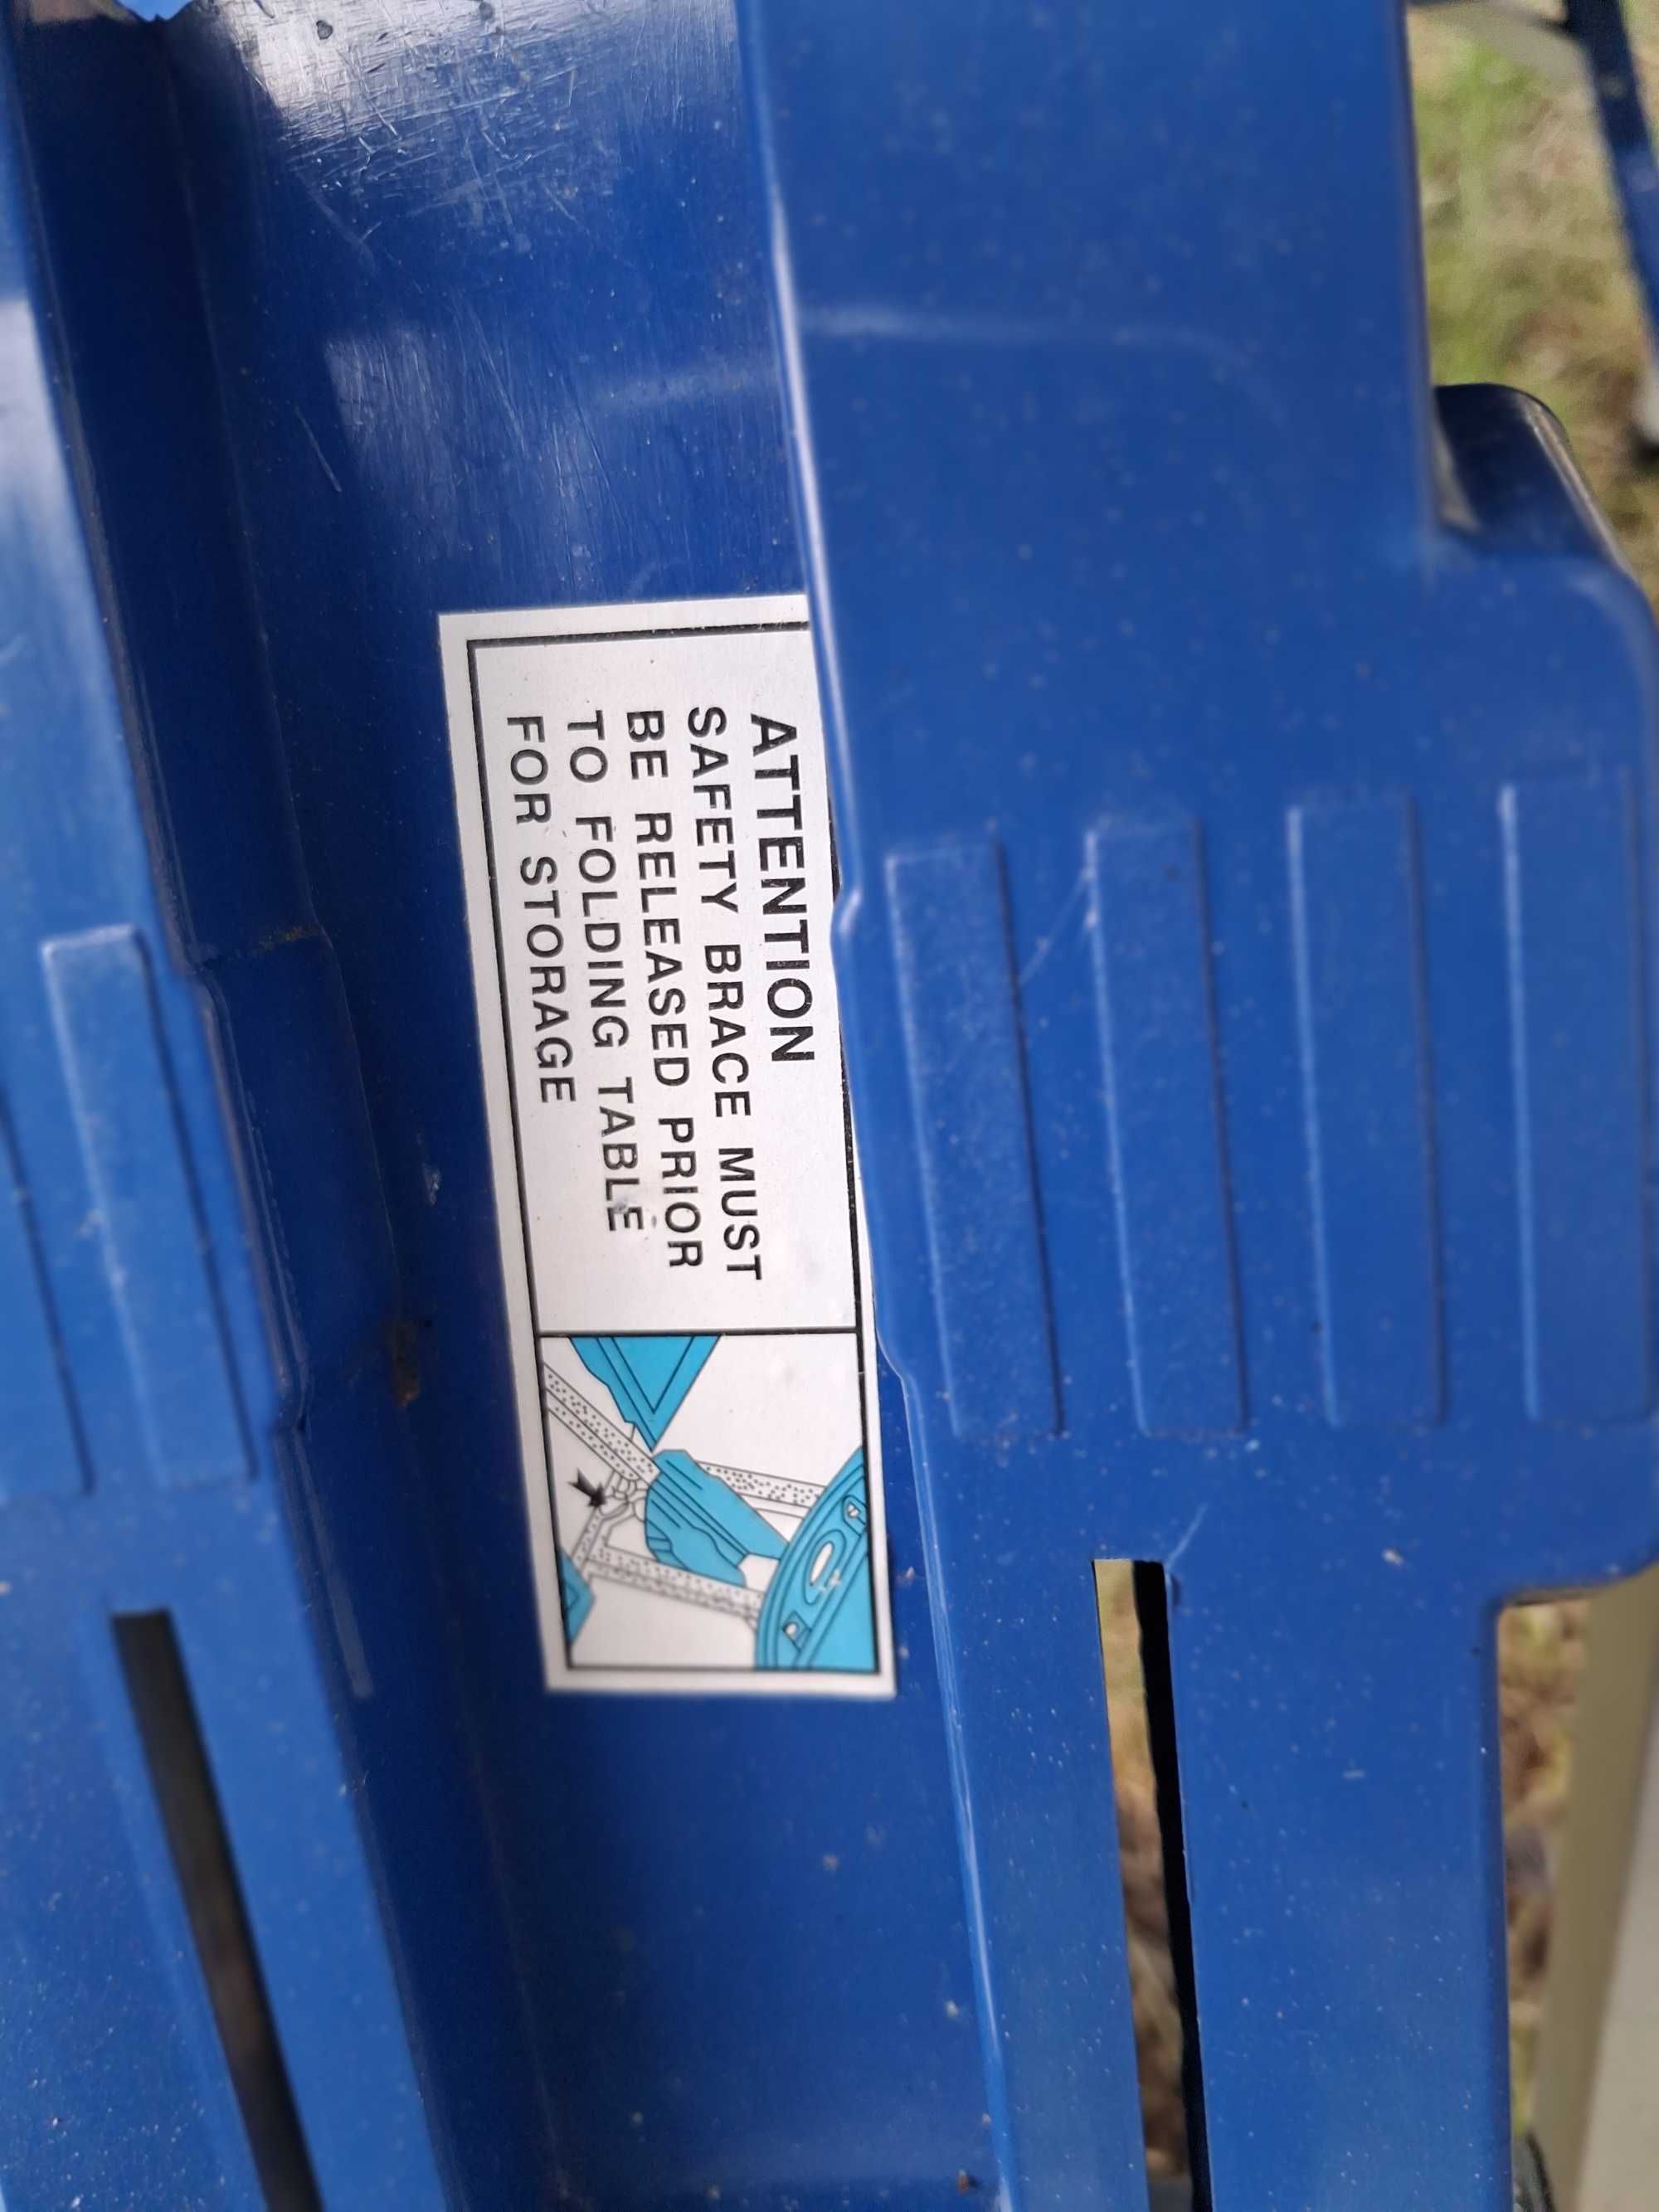 ATTENTION
SAFETY BRACE MUST
BE RELEASED PRIOR
TO FOLDING TABLE
FOR STORAGE